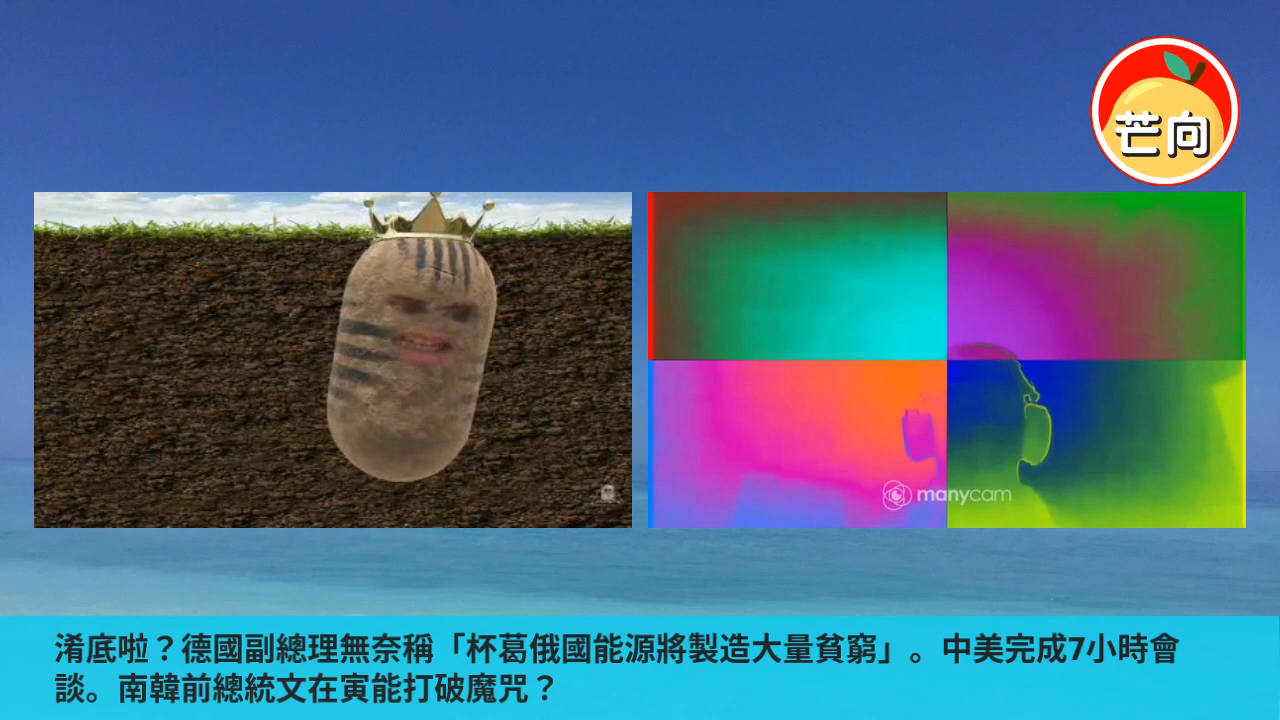 芒向
manycam
淆底啦？德國副總理無奈稱「杯葛俄國能源將製造大量貧窮」。中美完成7小時會
談。南韓前總統文在寅能打破魔咒？